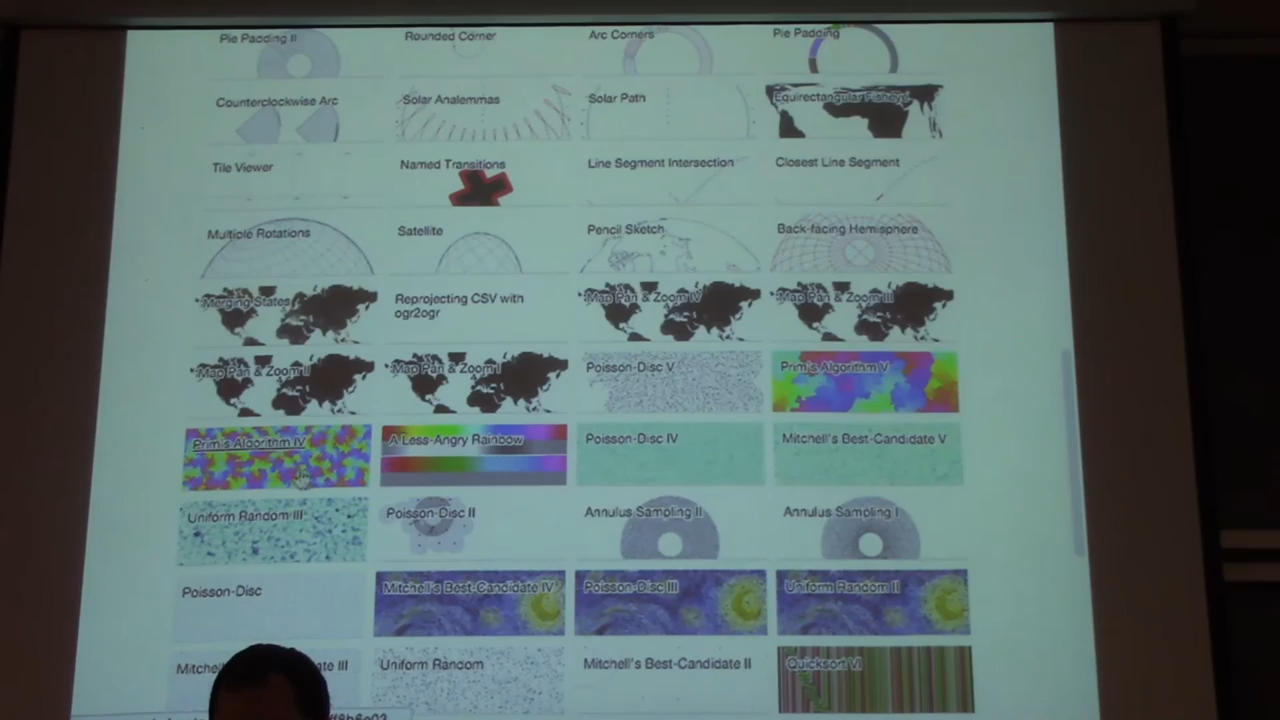 Pie Padding II
Rounded Corner
Arc Corners
Pie Padding
Counterclockwise Arc
Solar Analemmas
Solar Path
Equirectangular Fisheye
Tile Viewer
Named Transitions
Line Segment Intersection
Closest Line Segment
Multiple Rotations
Satellite
Pencil Sketch
Back-facing Hemisphere
Merging States
Reprojecting CSV with
ogr2ogr
Map Pan & Zoom IV
Map Pan & Zoom III
Map Pan & Zoom II
Map Pan & Zoom I
Poisson-Disc V
Prim's Algorithm V
Prim's Algorithm IV
A Less-Angry Rainbow
Poisson-Disc IV
Mitchell's Best-Candidate V
Uniform Random III
Poisson-Disc II
Annulus Sampling II
Annulus Sampling I
Poisson-Disc
Mitchell's Best-Candidate IV
Poisson-Disc III
Uniform Random II
Mitchel ate III
Uniform Random
Mitchell's Best-Candidate II
Quicksort VI